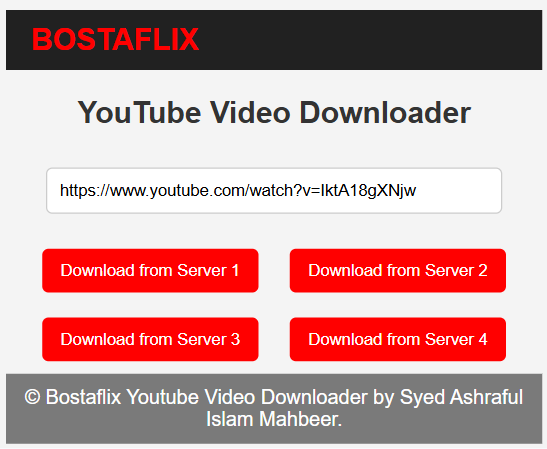 BOSTAFLIX
YouTube Video Downloader
https://www.youtube.com/watch?v=IktA18gXNjw
Download from Server 1
Download from Server 2
Download from Server 3
Download from Server 4
© Bostaflix Youtube Video Downloader by Syed Ashraful
Islam Mahbeer.